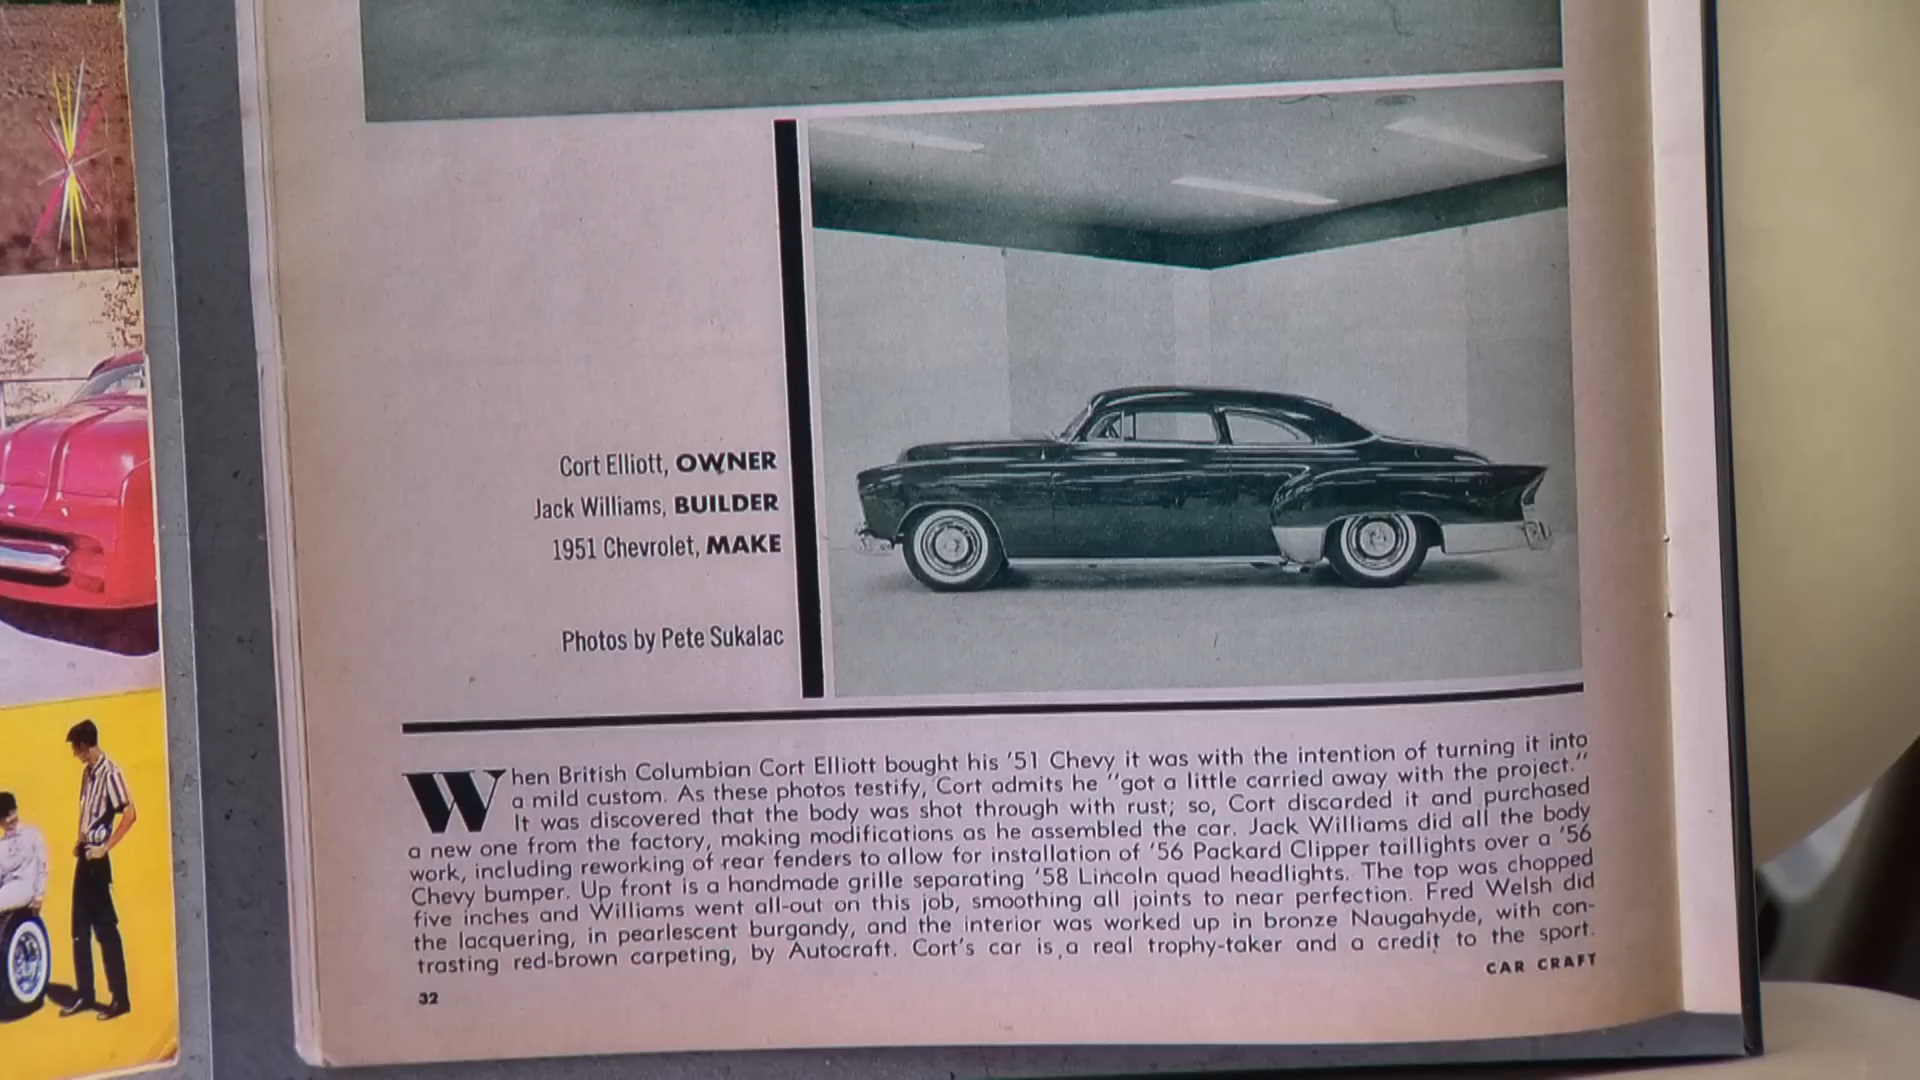 Cort Elliott, OWNER
Jack Williams, BUILDER
1951 Chevrolet, MAKE
Photos by Pete Sukalac
When British Columbian Cort Elliott bought his '51 Chevy it was with the intention of turning it into
a mild custom. As these photos testify, Cort admits he "got a little carried away with the project."
It was discovered that the body was shot through with rust; so, Cort discarded it and purchased
a new one from the factory, making modifications as he assembled the car. Jack Williams did all the body
work, including reworking of rear fenders to allow for installation of '56 Packard Clipper taillights over a '56
Chevy bumper. Up front is a handmade grille separating '58 Lincoln quad headlights. The top was chopped
five inches and Williams went all-out on this job, smoothing all joints to near perfection. Fred Welsh did
the lacquering, in pearlescent burgandy, and the interior was worked up in bronze Naugahyde, with con-
trasting red-brown carpeting, by Autocraft. Cort's car is a real trophy-taker and a credit to the sport.
32
CAR CRAFT